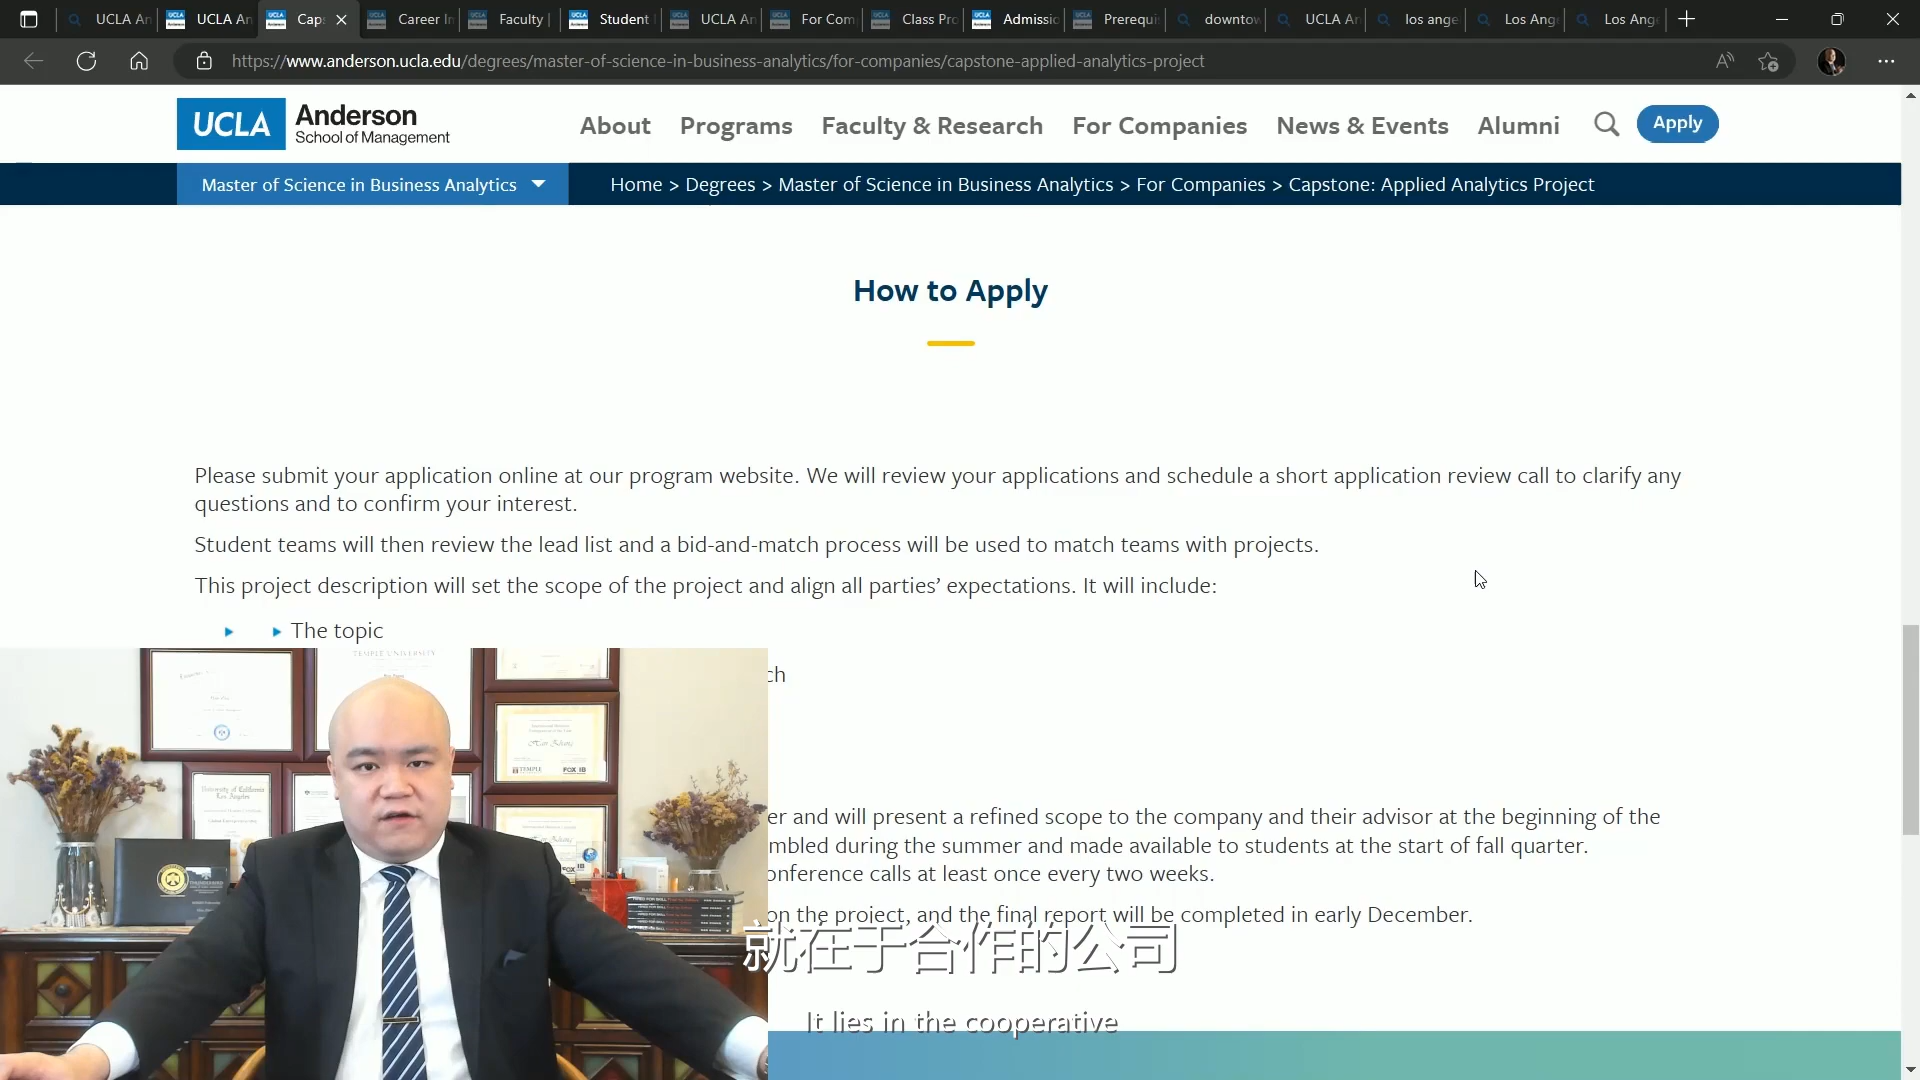 UCLA An
UCLA An
Cap
Career In
Faculty |
Student
UCLA An
For Com
Class Pro
Admissio
Prerequi
downtow
UCLA An
los ange
Los Ang
Los Ang
https://www.anderson.ucla.edu/degrees/master-of-science-in-business-analytics/for-companies/capstone-applied-analytics-project
UCLA Anderson
School of Management
About Programs Faculty & Research For Companies News & Events Alumni Apply
Master of Science in Business Analytics
Home > Degrees > Master of Science in Business Analytics > For Companies > Capstone: Applied Analytics Project
How to Apply
Please submit your application online at our program website. We will review your applications and schedule a short application review call to clarify any
questions and to confirm your interest.
Student teams will then review the lead list and a bid-and-match process will be used to match teams with projects.
This project description will set the scope of the project and align all parties’ expectations. It will include:
The topic
ch
er and will present a refined scope to the company and their advisor at the beginning of the
mbled during the summer and made available to students at the start of fall quarter.
onference calls at least once every two weeks.
on the project, and the final report will be completed in early December.
TEMPLE UNIVERSITY
University of California
Los Angeles
TEMPLE
FOX IB
就在于合作的公司
It lies in the cooperative